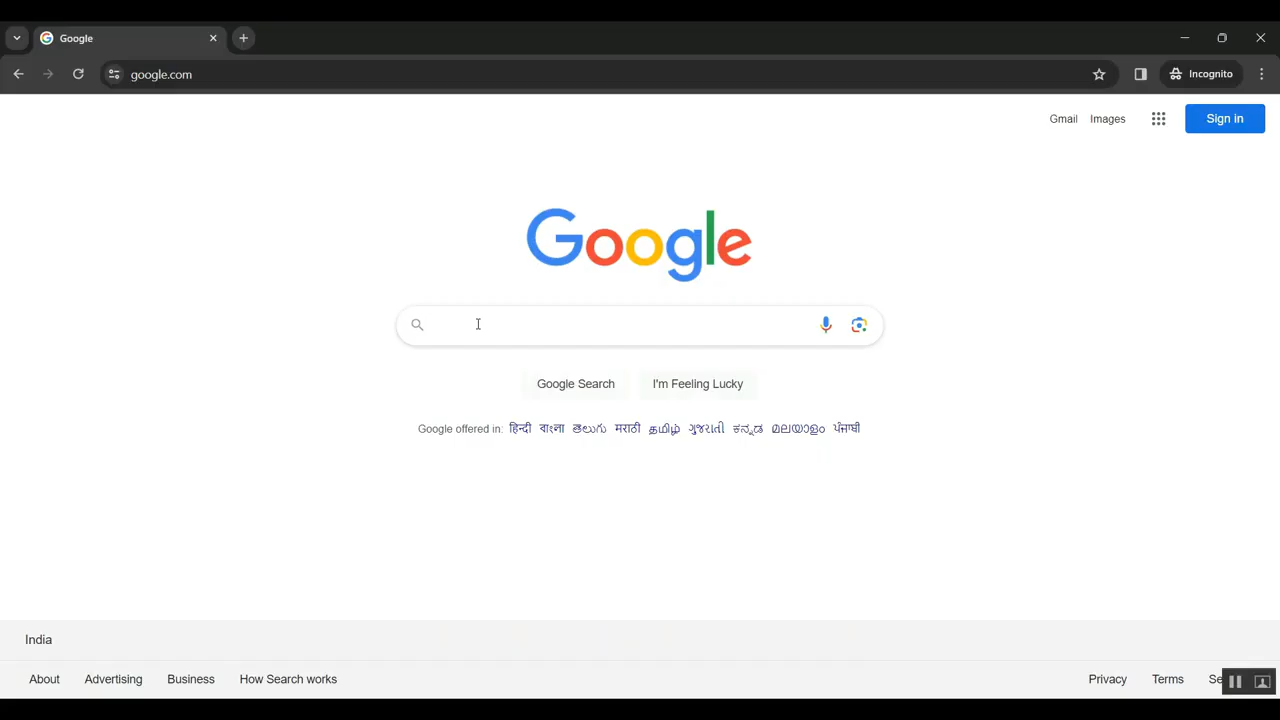 Google
google.com
Incognito
Gmail Images Sign in
Google
Google Search I'm Feeling Lucky
Google offered in: हिन्दी বাংলা తెలుగు मराठी தமிழ் ગુજરાતી ಕನ್ನಡ മലയാളം ਪੰਜਾਬੀ
India
About Advertising Business How Search works Privacy Terms Se